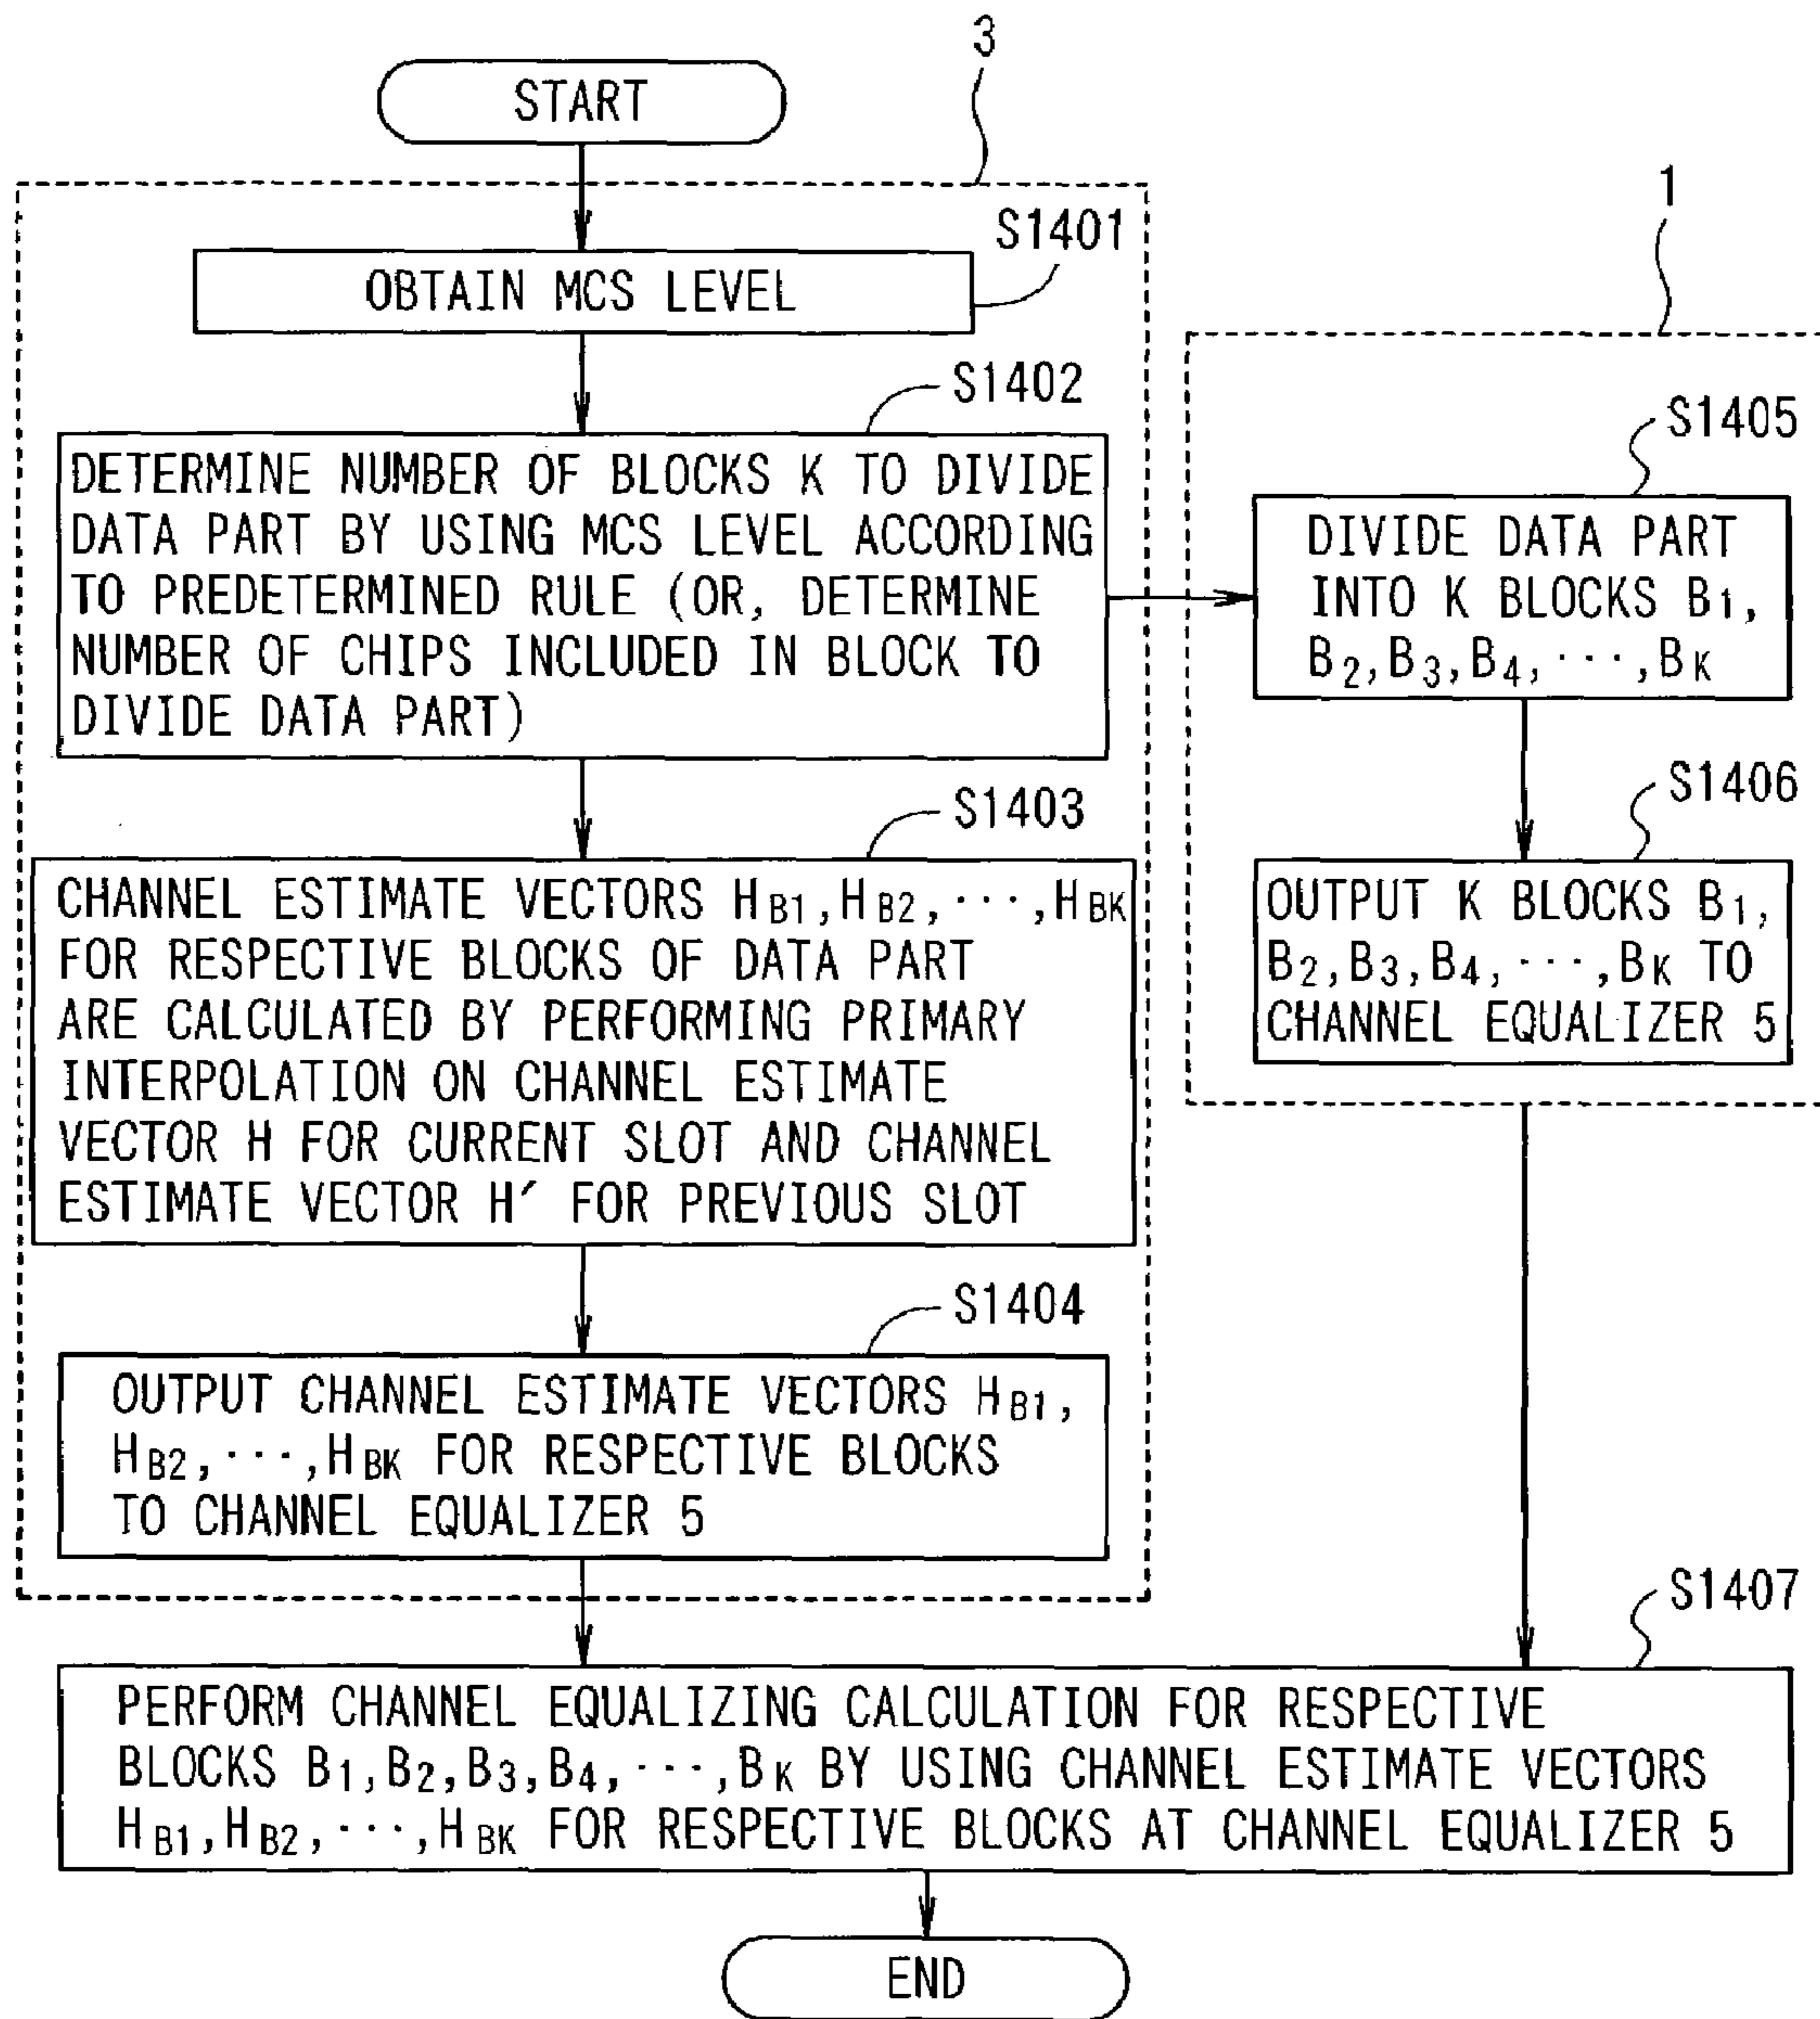 3
START
1
S1401
OBTAIN MCS LEVEL
S1402
DETERMINE NUMBER OF BLOCKS K TO DIVIDE
DATA PART BY USING MCS LEVEL ACCORDING
TO PREDETERMINED RULE (OR, DETERMINE
NUMBER OF CHIPS INCLUDED IN BLOCK TO
DIVIDE DATA PART)
S1405
DIVIDE DATA PART
INTO K BLOCKS B1,
B2,B3,B4,···,BK
S1403
CHANNEL ESTIMATE VECTORS HB1,HB2,···,HBK
FOR RESPECTIVE BLOCKS OF DATA PART
ARE CALCULATED BY PERFORMING PRIMARY
INTERPOLATION ON CHANNEL ESTIMATE
VECTOR H FOR CURRENT SLOT AND CHANNEL
ESTIMATE VECTOR H′ FOR PREVIOUS SLOT
S1406
OUTPUT K BLOCKS B1,
B2,B3,B4,···,BK TO
CHANNEL EQUALIZER 5
S1404
OUTPUT CHANNEL ESTIMATE VECTORS HB1,
HB2,···,HBK FOR RESPECTIVE BLOCKS
TO CHANNEL EQUALIZER 5
S1407
PERFORM CHANNEL EQUALIZING CALCULATION FOR RESPECTIVE
BLOCKS B1,B2,B3,B4,···,BK BY USING CHANNEL ESTIMATE VECTORS
HB1,HB2,···,HBK FOR RESPECTIVE BLOCKS AT CHANNEL EQUALIZER 5
END